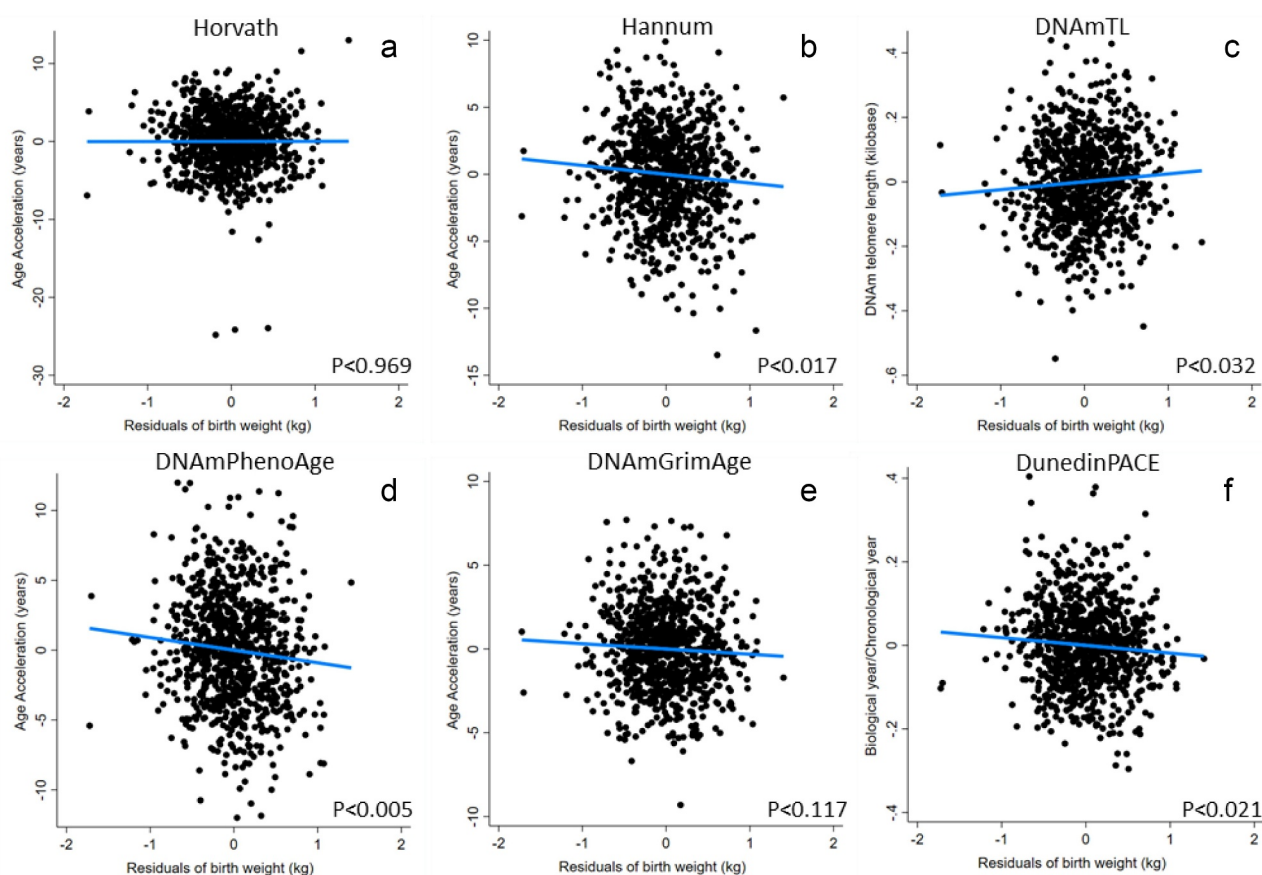 Horvath
a
Age Acceleration (years)
10
0
-10
-20
-30
P<0.969
-2
-1
0
1
2
Residuals of birth weight (kg)
Hannum
b
Age Acceleration (years)
10
5
0
-5
-10
-15
P<0.017
-2
-1
0
1
2
Residuals of birth weight (kg)
DNAmTL
c
DNAm telomere length (kilobase)
.4
.2
0
-.2
-.4
-.6
P<0.032
-2
-1
0
1
2
Residuals of birth weight (kg)
DNAmPhenoAge
d
Age Acceleration (years)
10
5
0
-5
-10
P<0.005
-2
-1
0
1
2
Residuals of birth weight (kg)
DNAmGrimAge
e
Age Acceleration (years)
10
5
0
-5
-10
P<0.117
-2
-1
0
1
2
Residuals of birth weight (kg)
DunedinPACE
f
Biological year/Chronological year
.4
.2
0
-.2
-.4
P<0.021
-2
-1
0
1
2
Residuals of birth weight (kg)